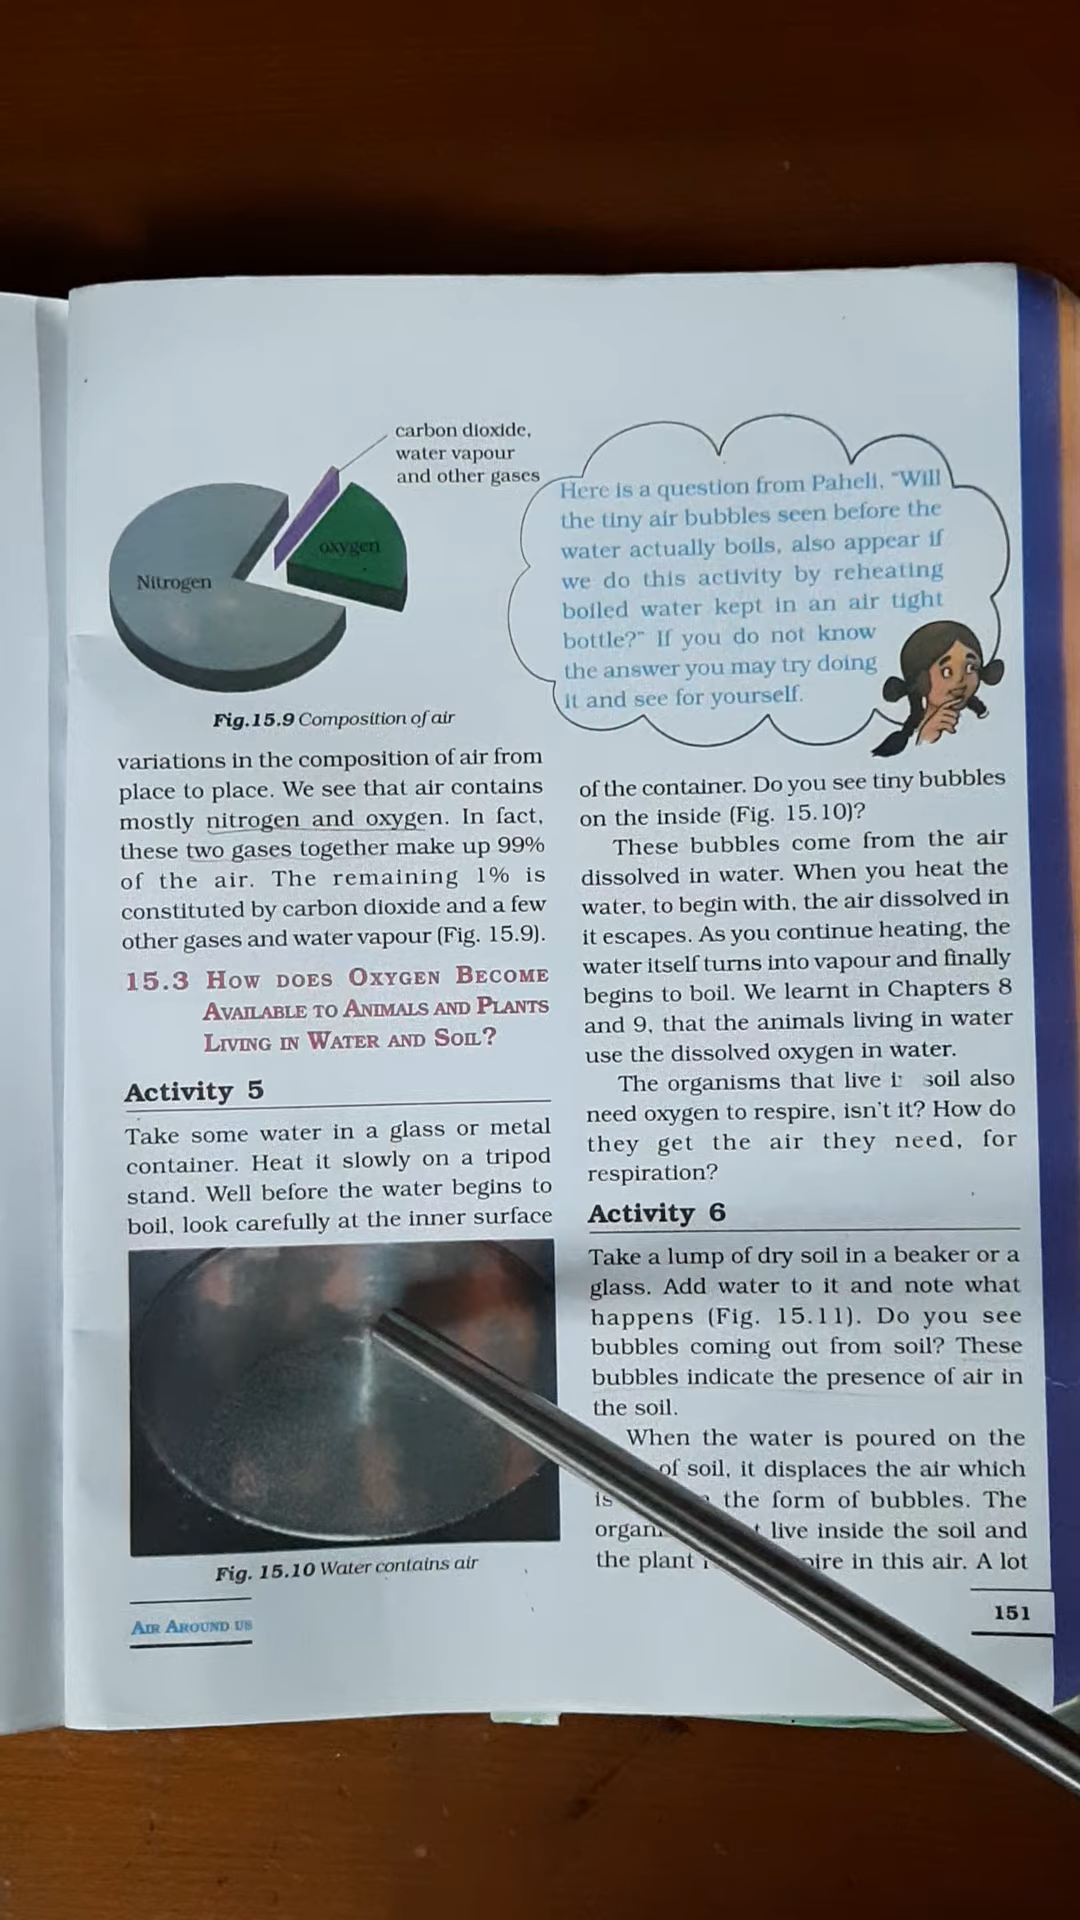 carbon dioxide,
water vapour
and other gases
oxygen
Nitrogen
Fig.15.9 Composition of air
variations in the composition of air from
place to place. We see that air contains
mostly nitrogen and oxygen. In fact,
these two gases together make up 99%
of the air. The remaining 1% is
constituted by carbon dioxide and a few
other gases and water vapour (Fig. 15.9).
15.3 How does Oxygen Become
Available to Animals and Plants
Living in Water and Soil?
Activity 5
Take some water in a glass or metal
container. Heat it slowly on a tripod
stand. Well before the water begins to
boil, look carefully at the inner surface
Fig. 15.10 Water contains air
Here is a question from Paheli, "Will
the tiny air bubbles seen before the
water actually boils, also appear if
we do this activity by reheating
boiled water kept in an air tight
bottle?" If you do not know
the answer you may try doing
it and see for yourself.
of the container. Do you see tiny bubbles
on the inside (Fig. 15.10)?
These bubbles come from the air
dissolved in water. When you heat the
water, to begin with, the air dissolved in
it escapes. As you continue heating, the
water itself turns into vapour and finally
begins to boil. We learnt in Chapters 8
and 9, that the animals living in water
use the dissolved oxygen in water.
The organisms that live soil also
need oxygen to respire, isn't it? How do
they get the air they need, for
respiration?
Activity 6
Take a lump of dry soil in a beaker or a
glass. Add water to it and note what
happens (Fig. 15.11). Do you see
bubbles coming out from soil? These
bubbles indicate the presence of air in
the soil.
When the water is poured on the
of soil, it displaces the air which
is the form of bubbles. The
live inside the soil and
the plant in this air. A lot
Air Around us
151